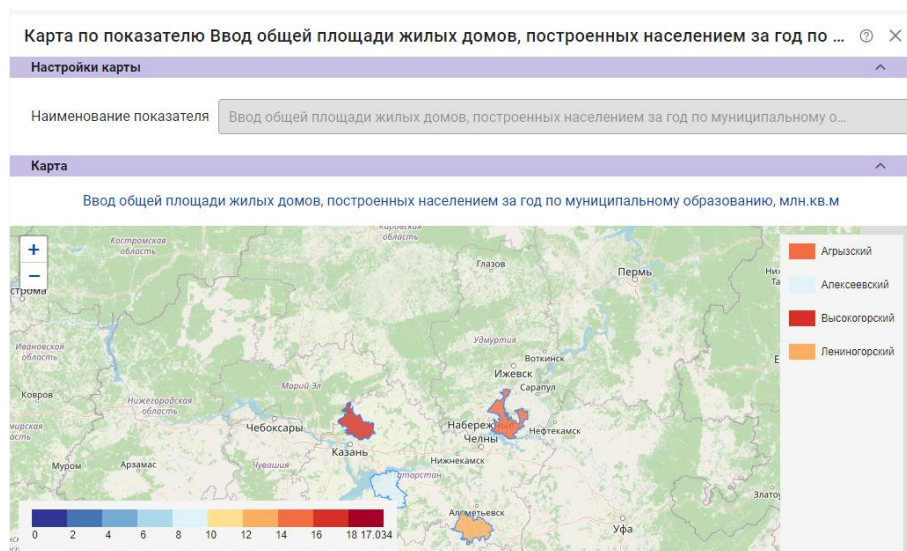 Карта по показателю Ввод общей площади жилых домов, построенных населением за год по ...
Настройки карты
Наименование показателя
Ввод общей площади жилых домов, построенных населением за год по муниципальному о...
Карта
Ввод общей площади жилых домов, построенных населением за год по муниципальному образованию, млн.кв.м
+
−
Костромская
область
Кировская
область
Глазов
Пермь
Агрызский
Алексеевский
Высокогорский
Лениногорский
Ивановская
область
Удмуртия
Воткинск
Ижевск
Сарапул
Ковров
Нижегородская
область
Марий Эл
Чебоксары
Казань
Набережные
Челны
Нефтекамск
Нижнекамск
Муром
Арзамас
Чувашия
Альметьевск
Уфа
0 2 4 6 8 10 12 14 16 18 17.034